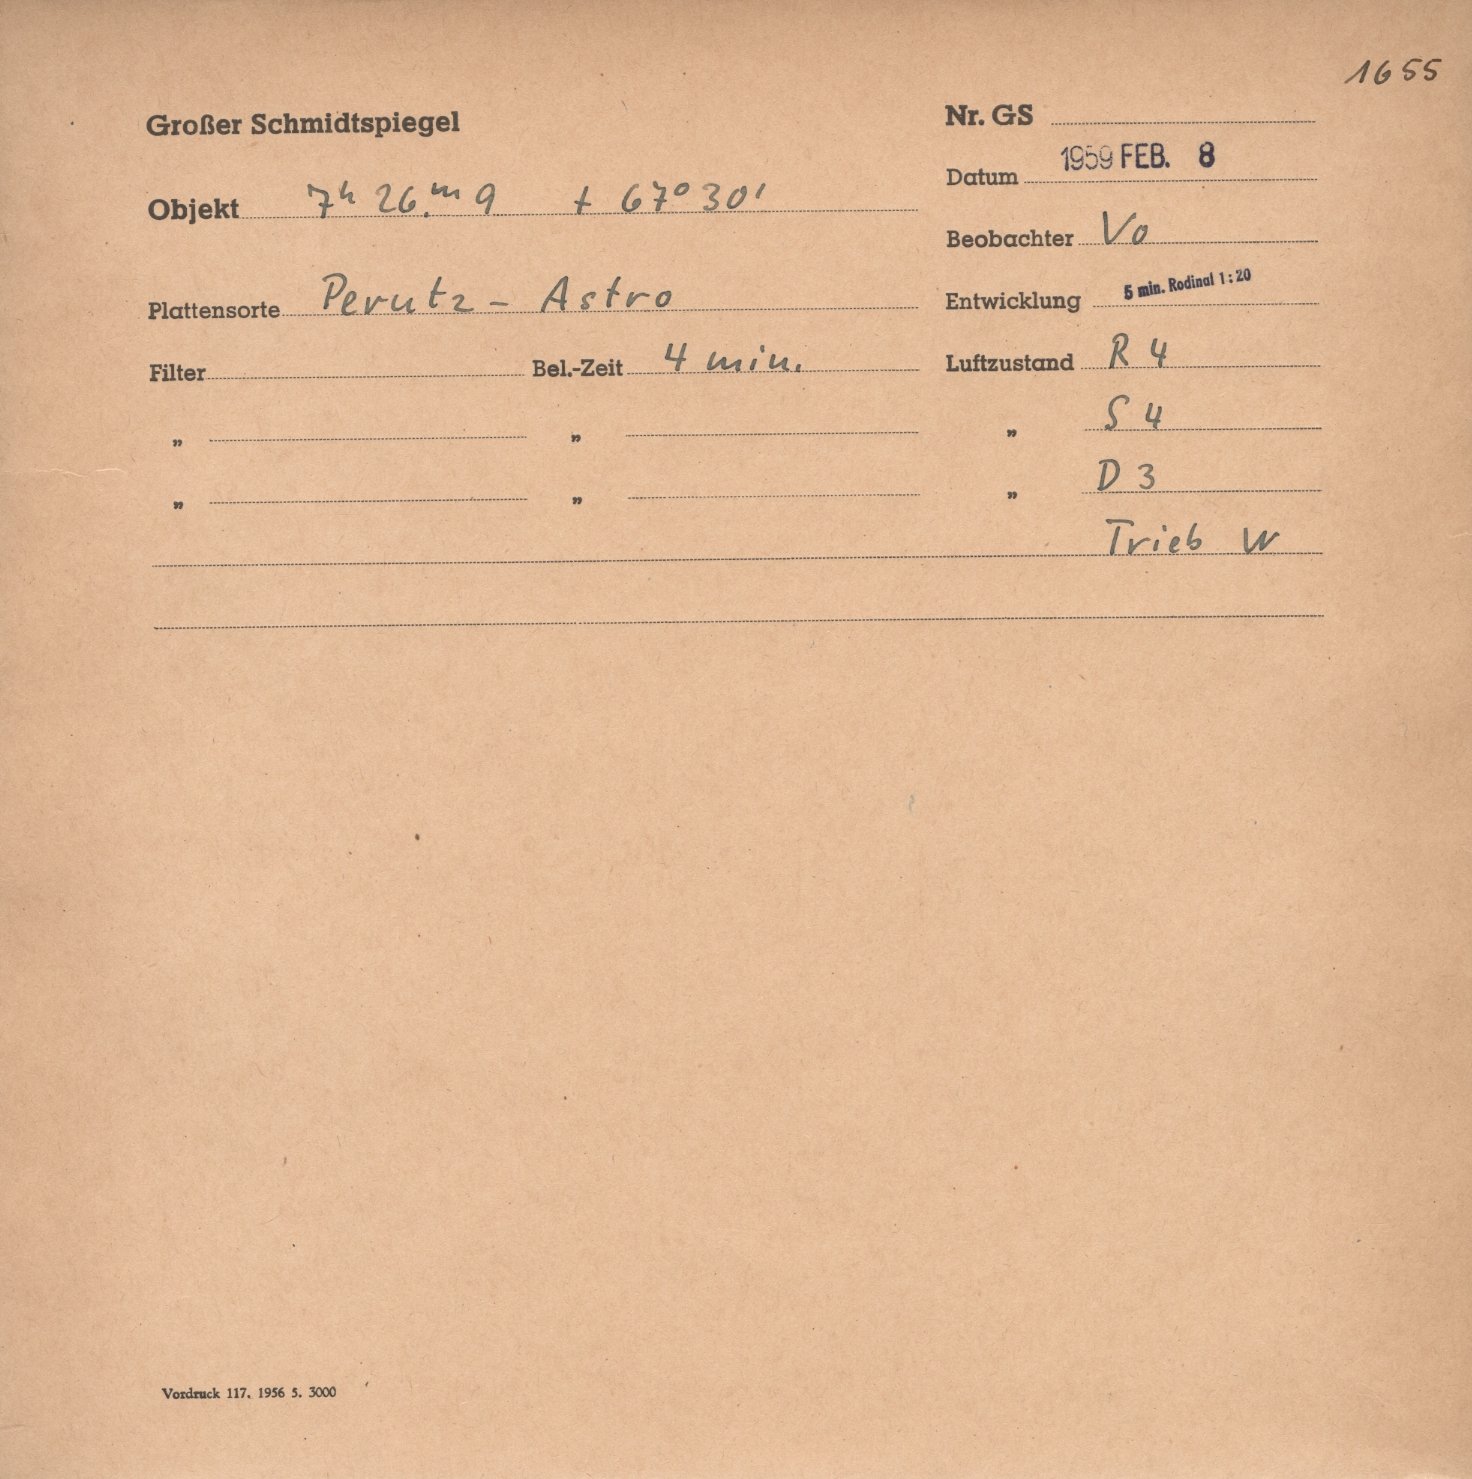 1655
Großer Schmidtspiegel
Nr. GS
Datum 1959 FEB. 8
Objekt 7ʰ 26.ᵐ9 + 67° 30'
Beobachter Vo
Plattensorte Perutz - Astro
Entwicklung 5 min. Rodinal 1:20
Filter Bel.-Zeit 4 min. Luftzustand R 4
„ „ „ S 4
„ „ „ D 3
Trieb W
Vordruck 117. 1956 5. 3000